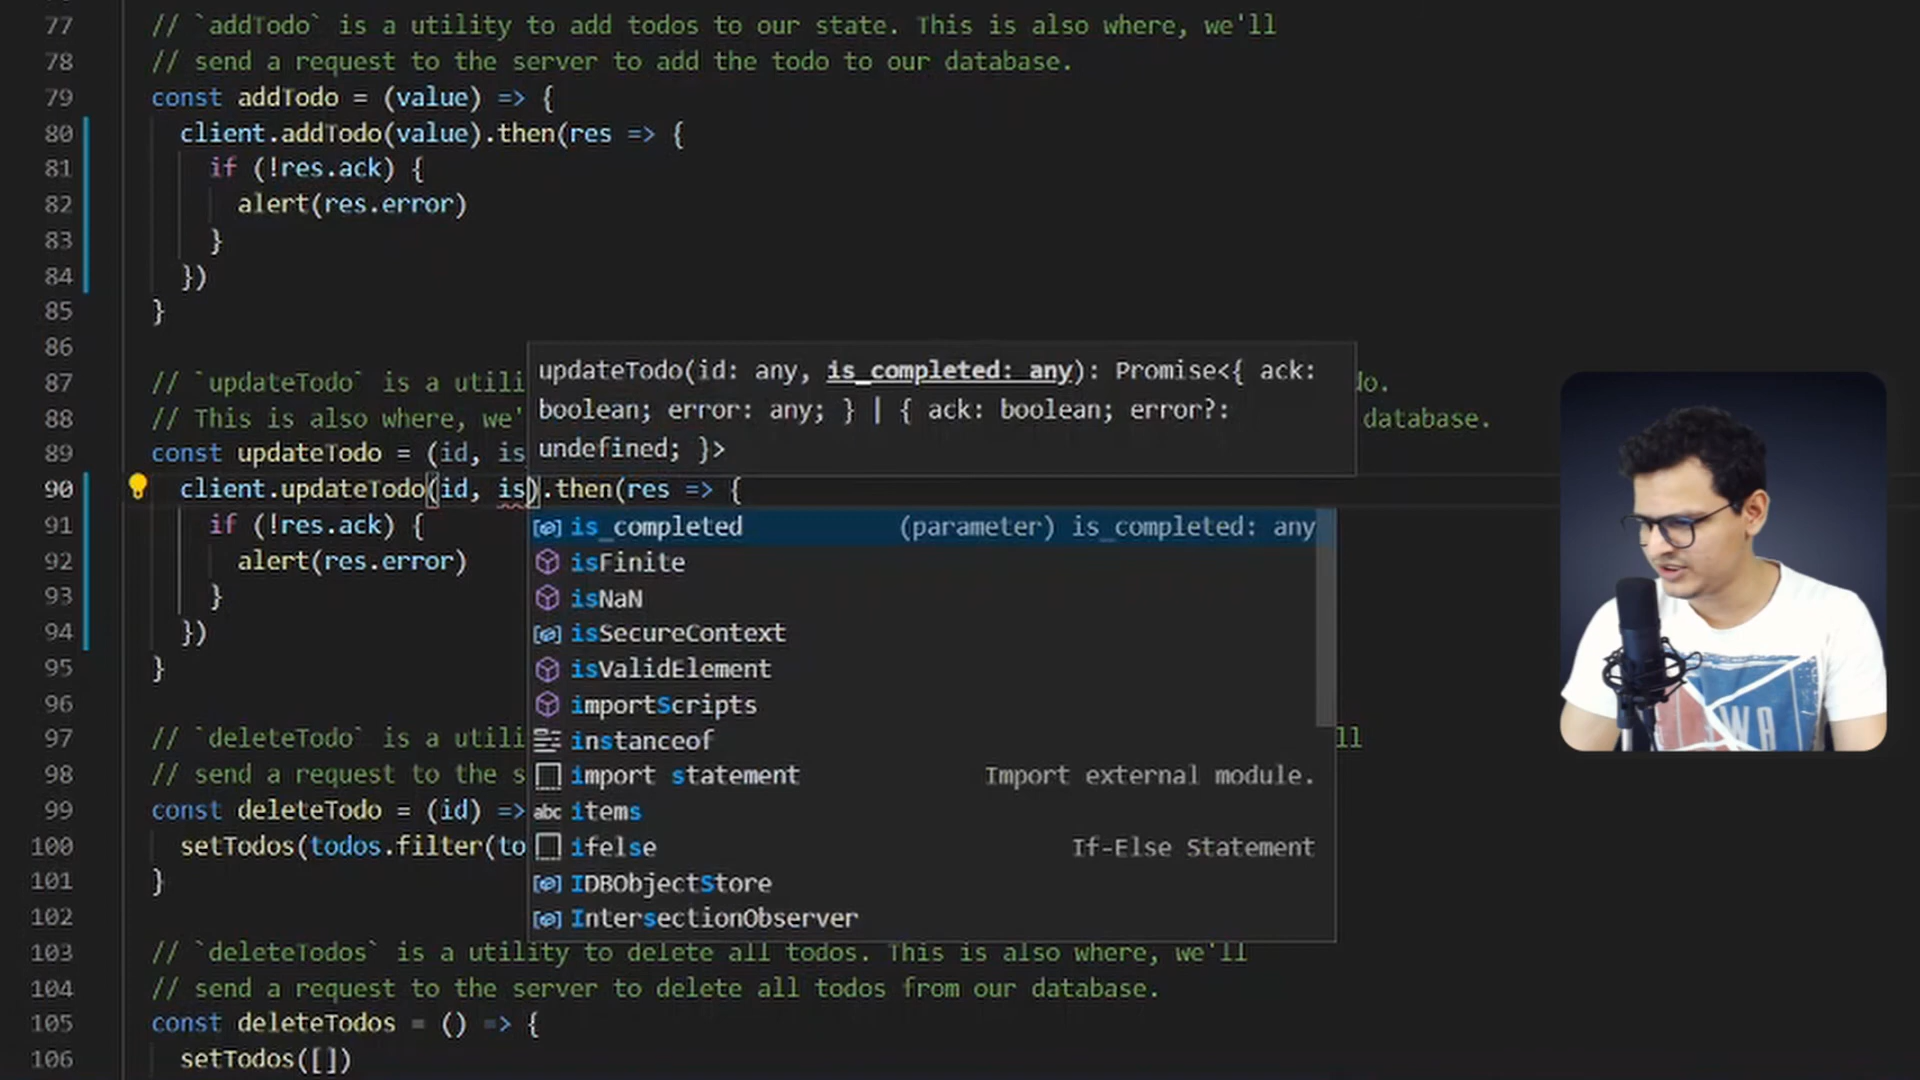 77 // `addTodo` is a utility to add todos to our state. This is also where, we'll
78 // send a request to the server to add the todo to our database.
79 const addTodo = (value) => {
80 client.addTodo(value).then(res => {
81 if (!res.ack) {
82 alert(res.error)
83 }
84 })
85 }
86
87 // `updateTodo` is a utili do.
88 // This is also where, we' database.
89 const updateTodo = (id, is
updateTodo(id: any, is_completed: any): Promise<{ ack:
boolean; error: any; } | { ack: boolean; error?:
undefined; }>
90 client.updateTodo(id, is).then(res => {
91 if (!res.ack) {
92 alert(res.error)
93 }
94 })
95 }
96
97 // `deleteTodo` is a utili ll
98 // send a request to the s
99 const deleteTodo = (id) =>
100 setTodos(todos.filter(to
101 }
102
is_completed (parameter) is_completed: any
isFinite
isNaN
isSecureContext
isValidElement
importScripts
instanceof
import statement Import external module.
abc items
ifelse If-Else Statement
IDBObjectStore
IntersectionObserver
103 // `deleteTodos` is a utility to delete all todos. This is also where, we'll
104 // send a request to the server to delete all todos from our database.
105 const deleteTodos = () => {
106 setTodos([])